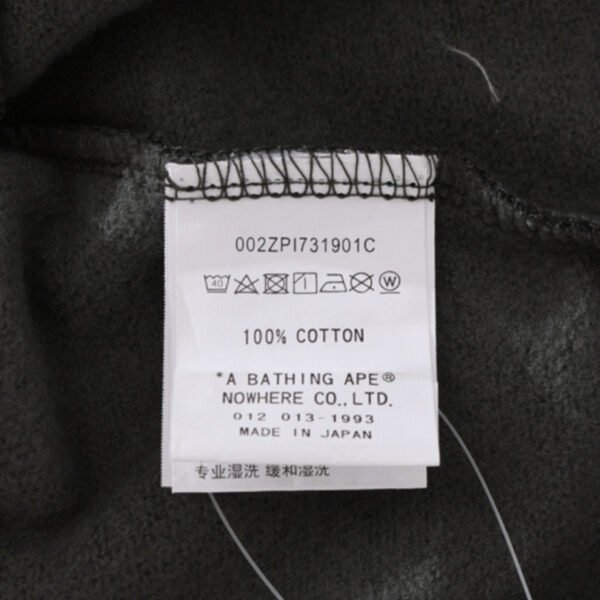 002ZPI731901C
40 W
100% COTTON
*A BATHING APE®
NOWHERE CO.,LTD.
012 013-1993
MADE IN JAPAN
专业湿洗 缓和湿洗